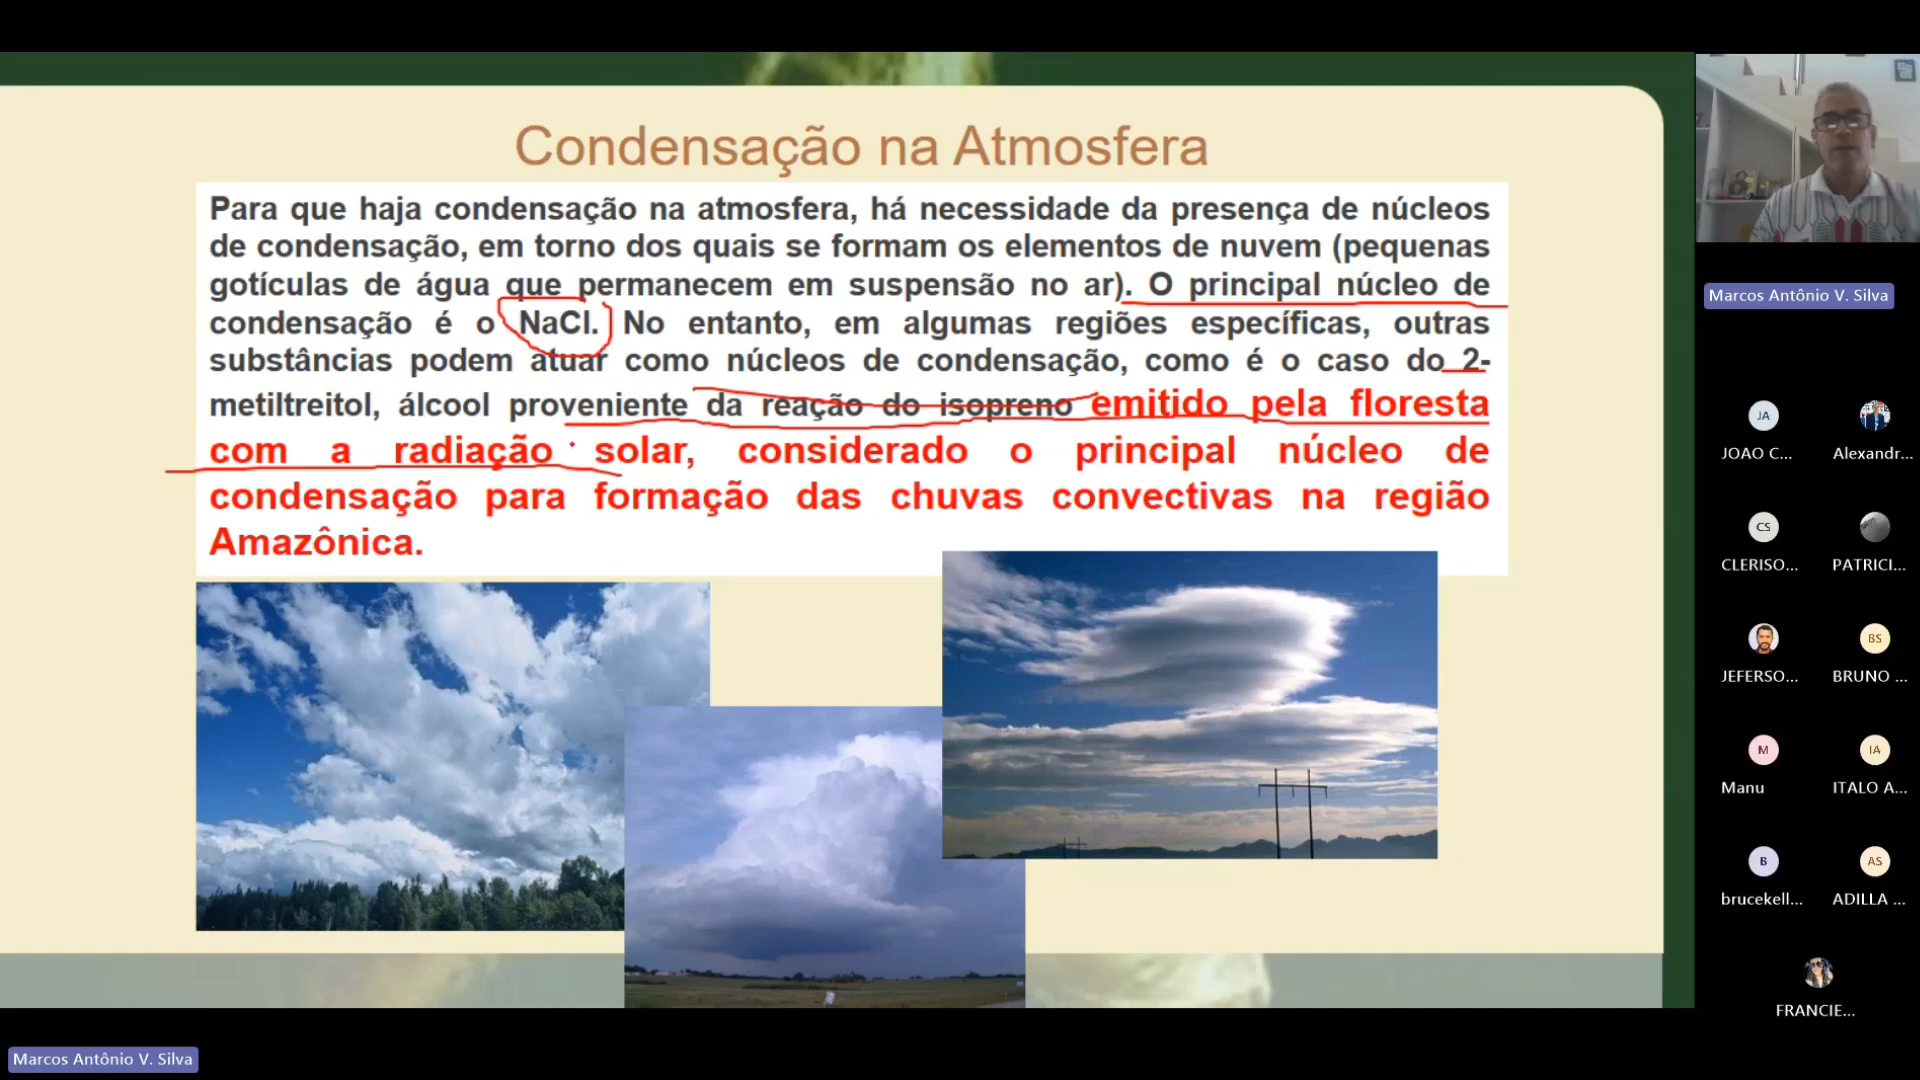 Condensação na Atmosfera
Para que haja condensação na atmosfera, há necessidade da presença de núcleos
de condensação, em torno dos quais se formam os elementos de nuvem (pequenas
gotículas de água que permanecem em suspensão no ar). O principal núcleo de
condensação é o NaCl. No entanto, em algumas regiões específicas, outras
substâncias podem atuar como núcleos de condensação, como é o caso do 2-
metiltreitol, álcool proveniente da reação do isopreno emitido pela floresta
com a radiação solar, considerado o principal núcleo de
condensação para formação das chuvas convectivas na região
Amazônica.
Marcos Antônio V. Silva
JA
JOAO C...
Alexandr...
CS
CLERISO...
PATRICI...
JEFERSO...
BS
BRUNO ...
M
Manu
IA
ITALO A...
B
brucekell...
AS
ADILLA ...
FRANCIE...
Marcos Antônio V. Silva